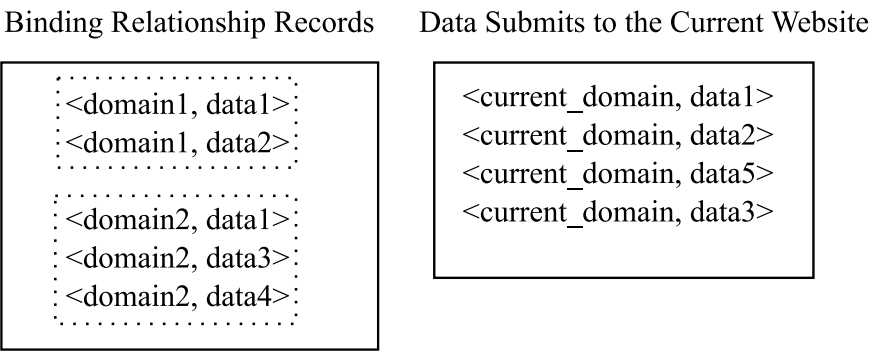 Binding Relationship Records
<domain1, data1>
<domain1, data2>
<domain2, data1>
<domain2, data3>
<domain2, data4>
Data Submits to the Current Website
<current_domain, data1>
<current_domain, data2>
<current_domain, data5>
<current_domain, data3>